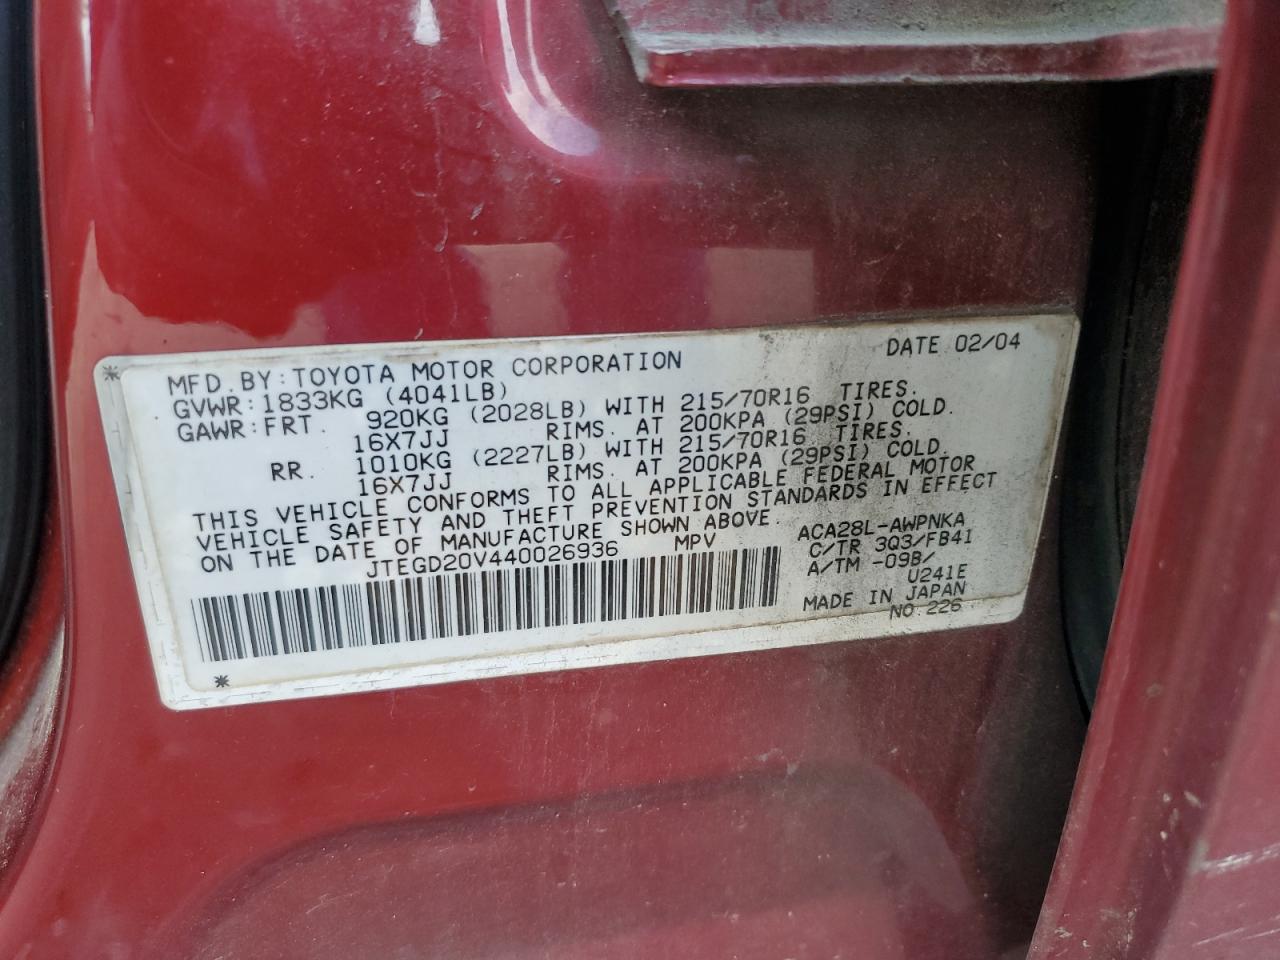 DATE 02/04
MFD. BY: TOYOTA MOTOR CORPORATION
GVWR: 1833KG (4041LB)
GAWR: FRT. 920KG (2028LB) WITH 215/70R16 TIRES.
16X7JJ RIMS. AT 200KPA (29PSI) COLD.
RR. 1010KG (2227LB) WITH 215/70R16 TIRES.
16X7JJ RIMS. AT 200KPA (29PSI) COLD.
THIS VEHICLE CONFORMS TO ALL APPLICABLE FEDERAL MOTOR
VEHICLE SAFETY AND THEFT PREVENTION STANDARDS IN EFFECT
ON THE DATE OF MANUFACTURE SHOWN ABOVE.
JTEGD20V440026936 MPV
ACA28L-AWPNKA
C/TR 3Q3/FB41
A/TM -09B/
U241E
MADE IN JAPAN
NO.226